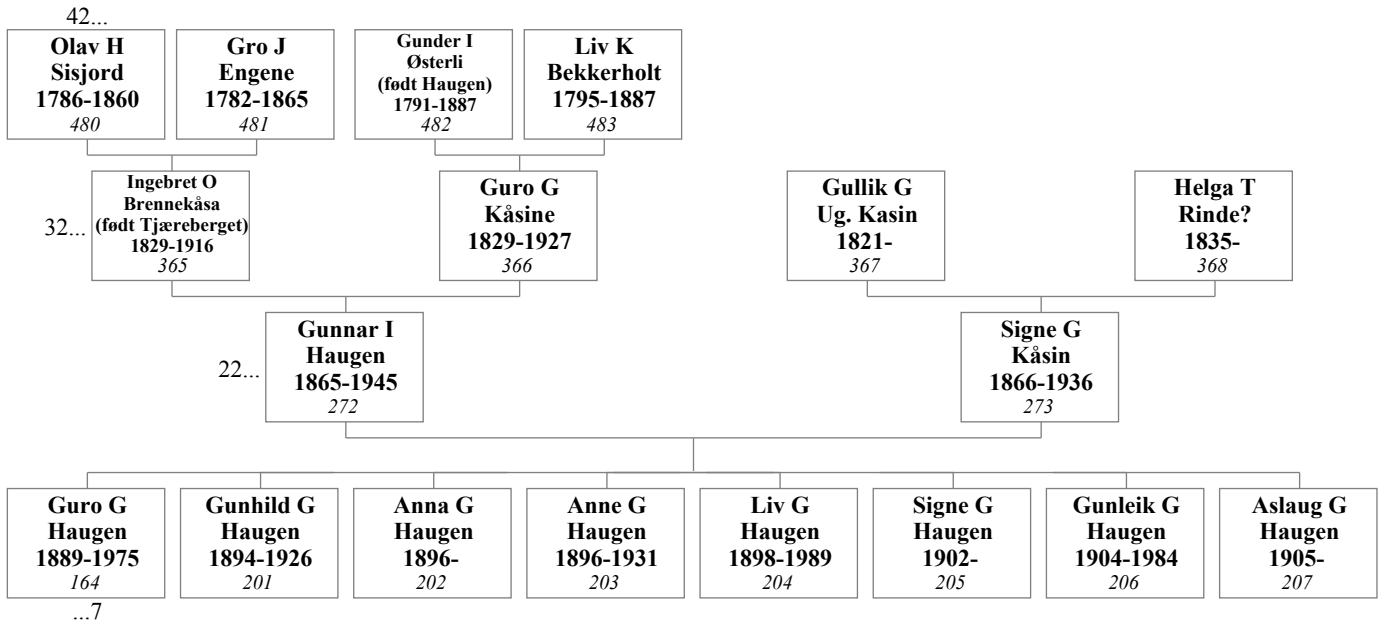 42...
Olav H
Sisjord
1786-1860
480
Gro J
Engene
1782-1865
481
Gunder I
Østerli
(født Haugen)
1791-1887
482
Liv K
Bekkerholt
1795-1887
483
32...
Ingebret O
Brennekåsa
(født Tjæreberget)
1829-1916
365
Guro G
Kåsine
1829-1927
366
Gullik G
Ug. Kasin
1821-
367
Helga T
Rinde?
1835-
368
22...
Gunnar I
Haugen
1865-1945
272
Signe G
Kåsin
1866-1936
273
Guro G
Haugen
1889-1975
164
Gunhild G
Haugen
1894-1926
201
Anna G
Haugen
1896-
202
Anne G
Haugen
1896-1931
203
Liv G
Haugen
1898-1989
204
Signe G
Haugen
1902-
205
Gunleik G
Haugen
1904-1984
206
Aslaug G
Haugen
1905-
207
...7